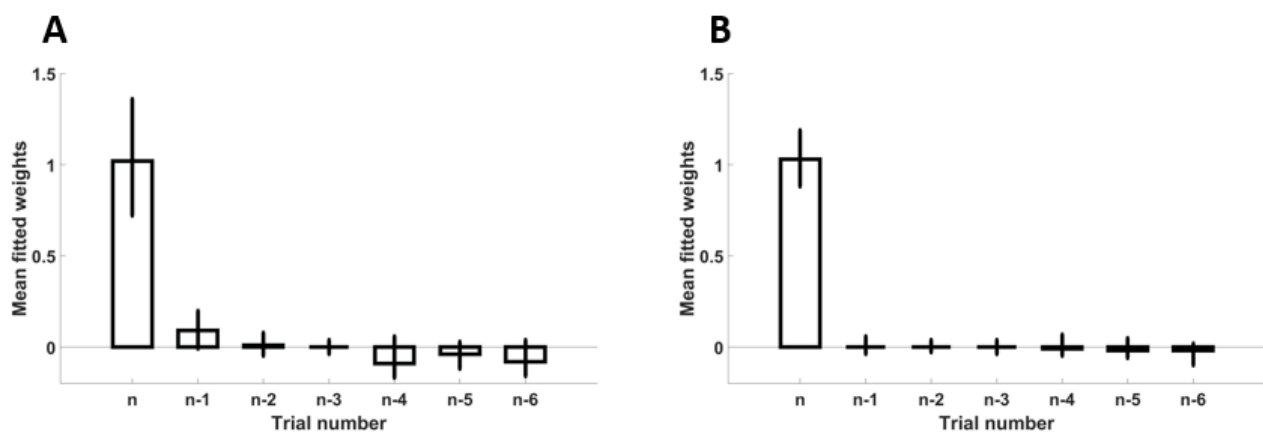 A
B
1.5
1
0.5
0
Mean fitted weights
n n-1 n-2 n-3 n-4 n-5 n-6
Trial number
1.5
1
0.5
0
Mean fitted weights
n n-1 n-2 n-3 n-4 n-5 n-6
Trial number